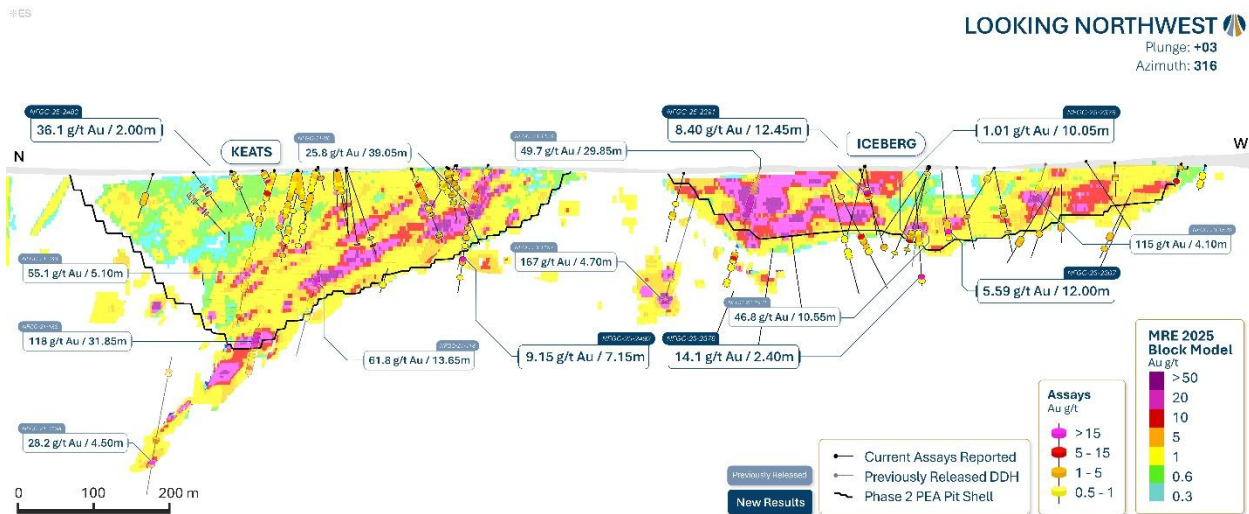 LOOKING NORTHWEST
Plunge: +03
Azimuth: 316
36.1 g/t Au / 2.00m
KEATS
25.8 g/t Au / 39.05m
49.7 g/t Au / 29.85m
8.40 g/t Au / 12.45m
ICEBERG
1.01 g/t Au / 10.05m
N
W
55.1 g/t Au / 5.10m
167 g/t Au / 4.70m
115 g/t Au / 4.10m
118 g/t Au / 31.85m
61.8 g/t Au / 13.65m
9.15 g/t Au / 7.15m
46.8 g/t Au / 10.55m
14.1 g/t Au / 2.40m
5.59 g/t Au / 12.00m
28.2 g/t Au / 4.50m
0 100 200 m
Previously Released
New Results
Current Assays Reported
Previously Released DDH
Phase 2 PEA Pit Shell
Assays
Au g/t
>15
5 - 15
1 - 5
0.5 - 1
MRE 2025
Block Model
Au g/t
>50
20
10
5
1
0.6
0.3